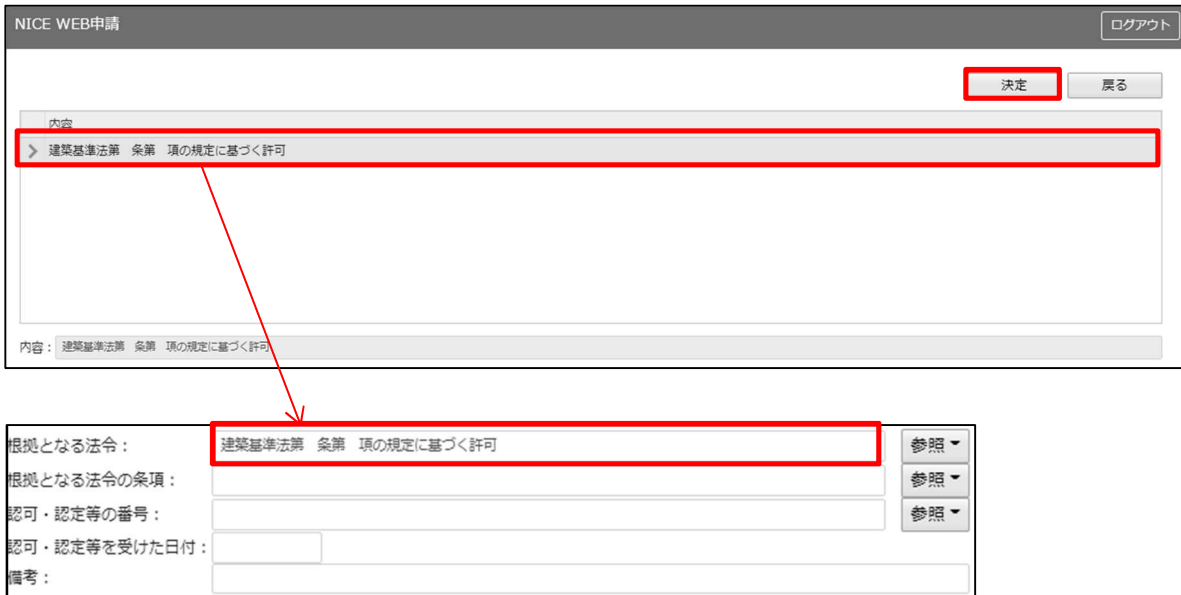 NICE WEB申請
ログアウト
決定
戻る
内容
建築基準法第　条第　項の規定に基づく許可
内容： 建築基準法第　条第　項の規定に基づく許可
根拠となる法令： 建築基準法第　条第　項の規定に基づく許可 参照
根拠となる法令の条項： 参照
認可・認定等の番号： 参照
認可・認定等を受けた日付：
備考：